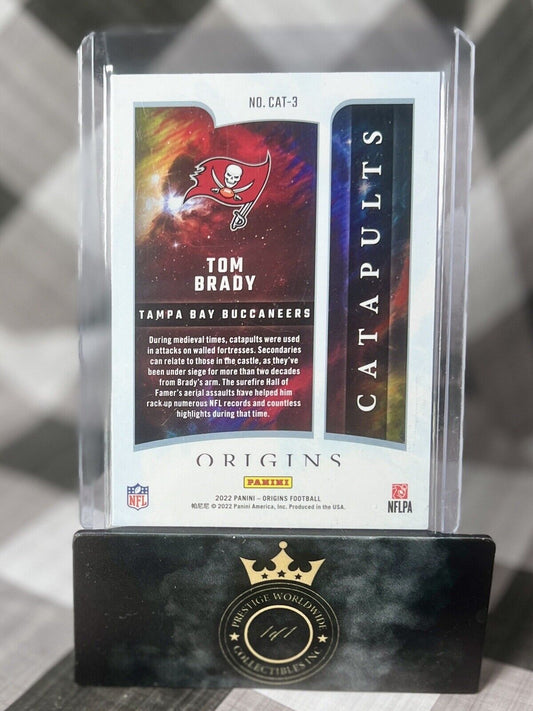 NO. CAT-3
CATAPULTS
TOM
BRADY
TAMPA BAY BUCCANEERS
During medieval times, catapults were used
in attacks on walled fortresses. Secondaries
can relate to those in the castle, as they've
been under siege for more than two decades
from Brady's arm. The surefire Hall of
Famer's aerial assaults have helped him
rack up numerous NFL records and countless
highlights during that time.
ORIGINS
PANINI
2022 PANINI – ORIGINS FOOTBALL
帕尼尼 © 2022 Panini America, Inc. Produced in the USA.
NFL
NFLPA
PRESTIGE WORLDWIDE
1of1
COLLECTIBLES INC